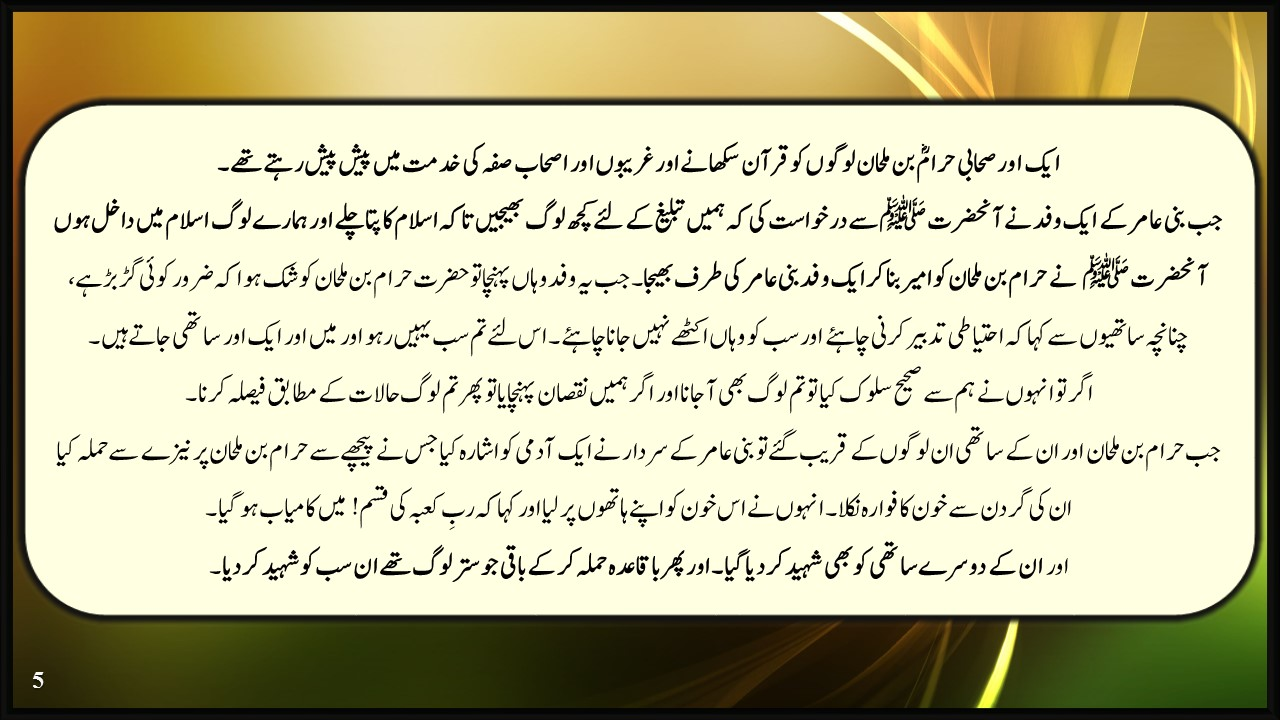 ایک اور صحابی حرامؓ بن ملحان لوگوں کو قرآن سکھانے اور غریبوں اور اصحاب صفہ کی خدمت میں پیش پیش رہتے تھے۔
جب بنی عامر کے ایک وفد نے آنحضرت ﷺ سے درخواست کی کہ ہمیں تبلیغ کے لئے کچھ لوگ بھیجیں تاکہ اسلام کا پتا چلے اور ہمارے لوگ اسلام میں داخل ہوں
آنحضرت ﷺ نے حرام بن ملحان کو امیر بنا کر ایک وفد بنی عامر کی طرف بھیجا۔ جب یہ وفد وہاں پہنچا تو حضرت حرام بن ملحان کو شک ہوا کہ ضرور کوئی گڑبڑ ہے،
چنانچہ ساتھیوں سے کہا کہ احتیاطی تدبیر کرنی چاہئے اور سب کو وہاں اکٹھے نہیں جانا چاہئے۔ اس لئے تم سب یہیں رہو اور میں اور ایک اور ساتھی جاتے ہیں۔
اگر تو انہوں نے ہم سے صحیح سلوک کیا تو تم لوگ بھی آجانا اور اگر ہمیں نقصان پہنچایا تو پھر تم لوگ حالات کے مطابق فیصلہ کرنا۔
جب حرام بن ملحان اور ان کے ساتھی ان لوگوں کے قریب گئے تو بنی عامر کے سردار نے ایک آدمی کو اشارہ کیا جس نے پیچھے سے حرام بن ملحان پر نیزے سے حملہ کیا
ان کی گردن سے خون کا فوارہ نکلا۔ انہوں نے اس خون کو اپنے ہاتھوں پر لیا اور کہا کہ ربِ کعبہ کی قسم! میں کامیاب ہو گیا۔
اور ان کے دوسرے ساتھی کو بھی شہید کر دیا گیا۔ اور پھر باقاعدہ حملہ کر کے باقی جو ستر لوگ تھے ان سب کو شہید کر دیا۔
5